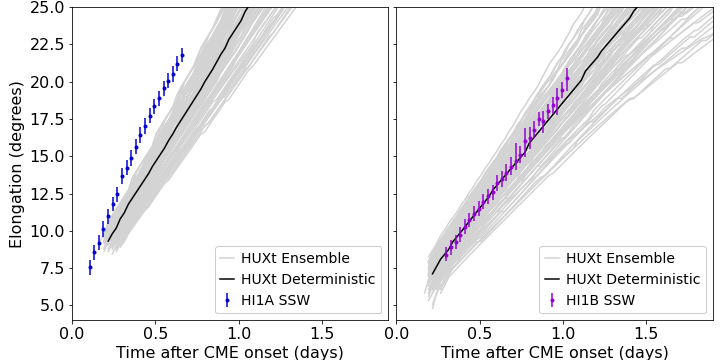 25.0
22.5
20.0
17.5
15.0
12.5
10.0
7.5
5.0
Elongation (degrees)
HUXt Ensemble
HUXt Deterministic
HI1A SSW
0.0 0.5 1.0 1.5
Time after CME onset (days)
HUXt Ensemble
HUXt Deterministic
HI1B SSW
0.0 0.5 1.0 1.5
Time after CME onset (days)